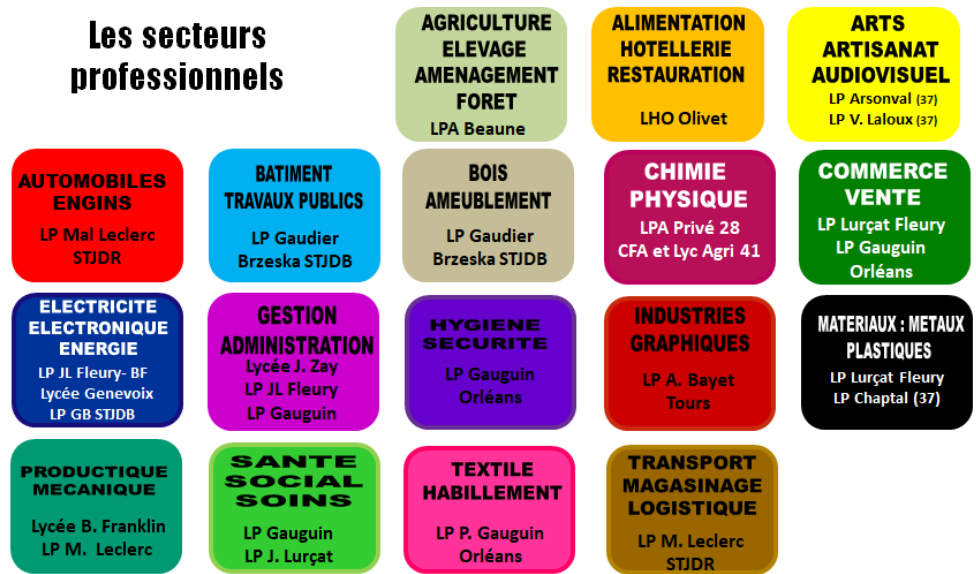 Les secteurs
professionnels
AGRICULTURE
ELEVAGE
AMENAGEMENT
FORET
LPA Beaune
ALIMENTATION
HOTELLERIE
RESTAURATION
LHO Olivet
ARTS
ARTISANAT
AUDIOVISUEL
LP Arsonval (37)
LP V. Laloux (37)
AUTOMOBILES
ENGINS
LP Mal Leclerc
STJDR
BATIMENT
TRAVAUX PUBLICS
LP Gaudier
Brzeska STJDB
BOIS
AMEUBLEMENT
LP Gaudier
Brzeska STJDB
CHIMIE
PHYSIQUE
LPA Privé 28
CFA et Lyc Agri 41
COMMERCE
VENTE
LP Lurçat Fleury
LP Gauguin
Orléans
ELECTRICITE
ELECTRONIQUE
ENERGIE
LP JL Fleury- BF
Lycée Genevoix
LP GB STJDB
GESTION
ADMINISTRATION
Lycée J. Zay
LP JL Fleury
LP Gauguin
HYGIENE
SECURITE
LP Gauguin
Orléans
INDUSTRIES
GRAPHIQUES
LP A. Bayet
Tours
MATERIAUX : METAUX
PLASTIQUES
LP Lurçat Fleury
LP Chaptal (37)
PRODUCTIQUE
MECANIQUE
Lycée B. Franklin
LP M. Leclerc
SANTE
SOCIAL
SOINS
LP Gauguin
LP J. Lurçat
TEXTILE
HABILLEMENT
LP P. Gauguin
Orléans
TRANSPORT
MAGASINAGE
LOGISTIQUE
LP M. Leclerc
STJDR